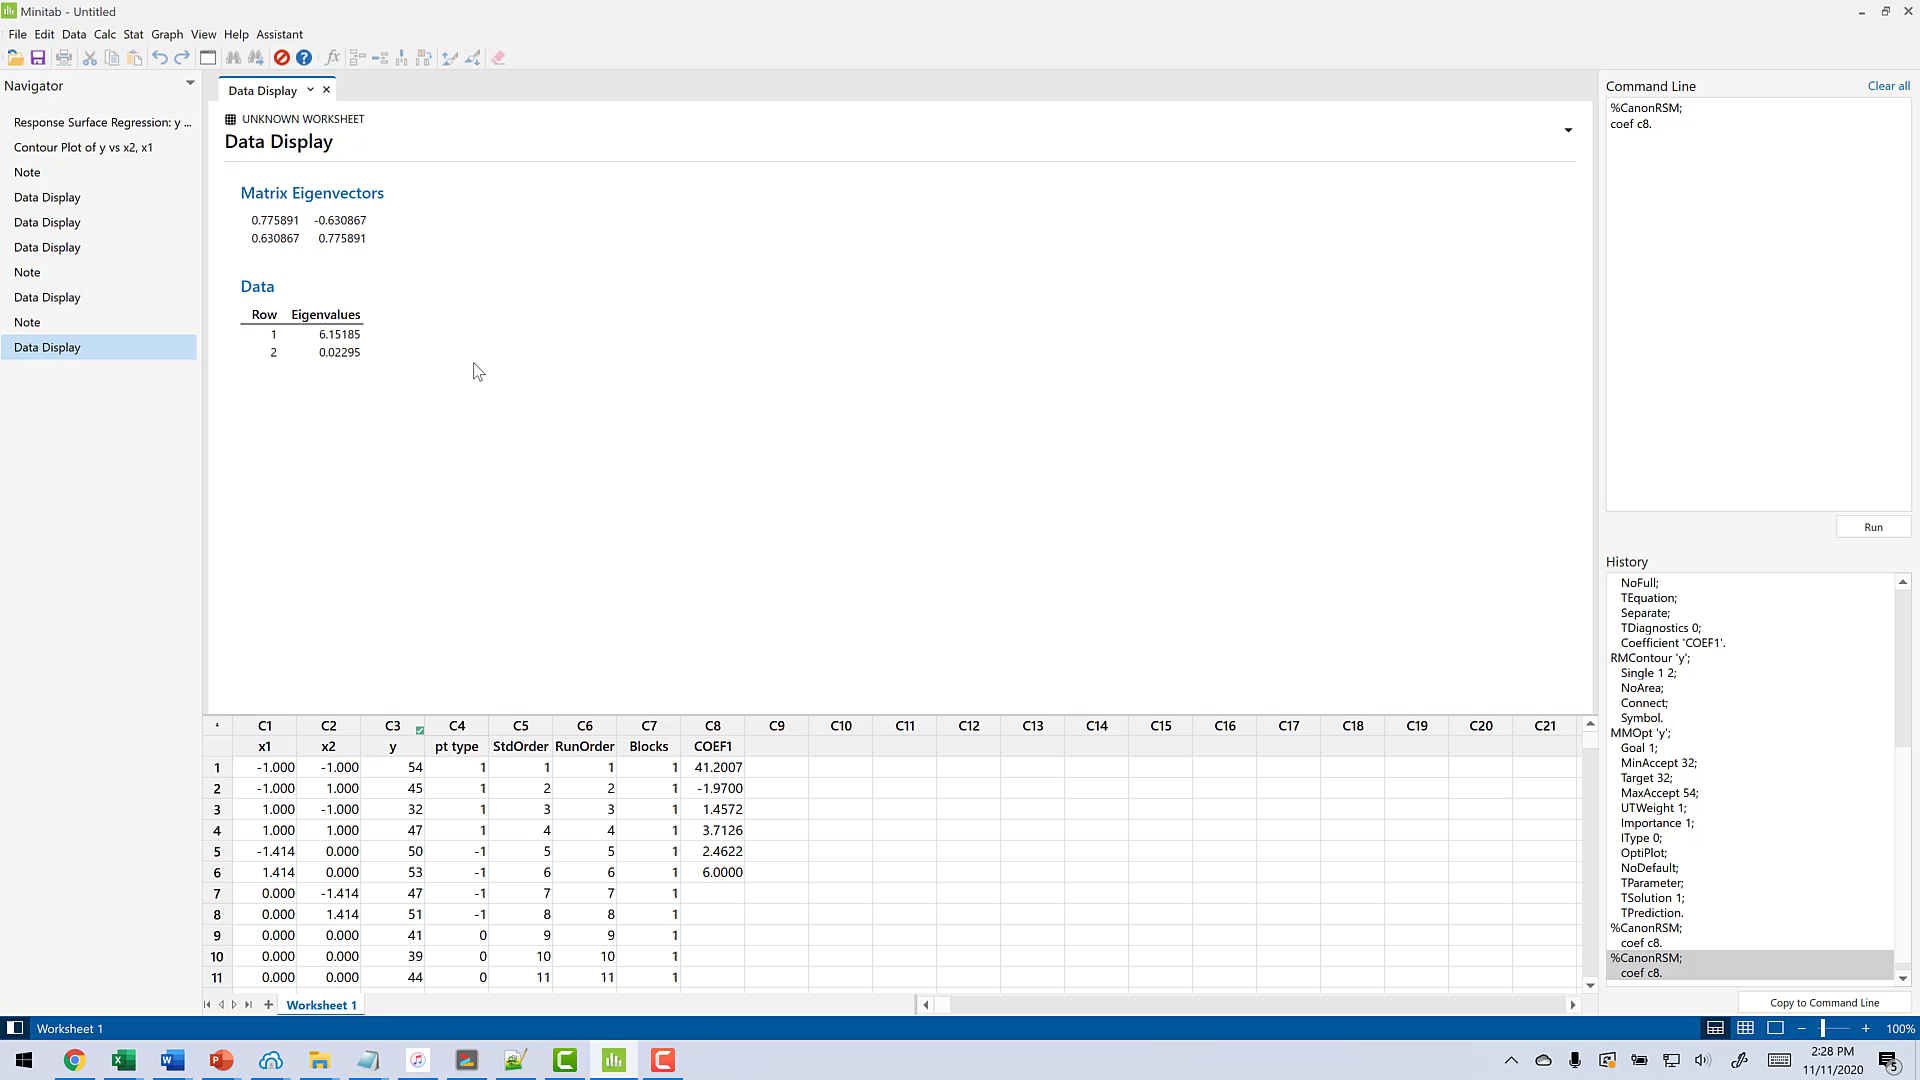 Minitab - Untitled
File Edit Data Calc Stat Graph View Help Assistant
Navigator
Response Surface Regression: y ...
Contour Plot of y vs x2, x1
Note
Data Display
Data Display
Data Display
Note
Data Display
Note
Data Display
Data Display
UNKNOWN WORKSHEET
Data Display
Matrix Eigenvectors
0.775891 -0.630867
0.630867 0.775891
Data
Row Eigenvalues
1 6.15185
2 0.02295
Command Line Clear all
%CanonRSM;
coef c8.
Run
History
NoFull;
TEquation;
Separate;
TDiagnostics 0;
Coefficient 'COEF1'.
RMContour 'y';
Single 1 2;
NoArea;
Connect;
Symbol.
MMOpt 'y';
Goal 1;
MinAccept 32;
Target 32;
MaxAccept 54;
UTWeight 1;
Importance 1;
IType 0;
OptiPlot;
NoDefault;
TParameter;
TSolution 1;
TPrediction.
%CanonRSM;
coef c8.
%CanonRSM;
coef c8.
Copy to Command Line
C1 C2 C3 C4 C5 C6 C7 C8 C9 C10 C11 C12 C13 C14 C15 C16 C17 C18 C19 C20 C21
x1 x2 y pt type StdOrder RunOrder Blocks COEF1
1 -1.000 -1.000 54 1 1 1 1 41.2007
2 -1.000 1.000 45 1 2 2 1 -1.9700
3 1.000 -1.000 32 1 3 3 1 1.4572
4 1.000 1.000 47 1 4 4 1 3.7126
5 -1.414 0.000 50 -1 5 5 1 2.4622
6 1.414 0.000 53 -1 6 6 1 6.0000
7 0.000 -1.414 47 -1 7 7 1
8 0.000 1.414 51 -1 8 8 1
9 0.000 0.000 41 0 9 9 1
10 0.000 0.000 39 0 10 10 1
11 0.000 0.000 44 0 11 11 1
Worksheet 1
Worksheet 1
100%
2:28 PM
11/11/2020
5